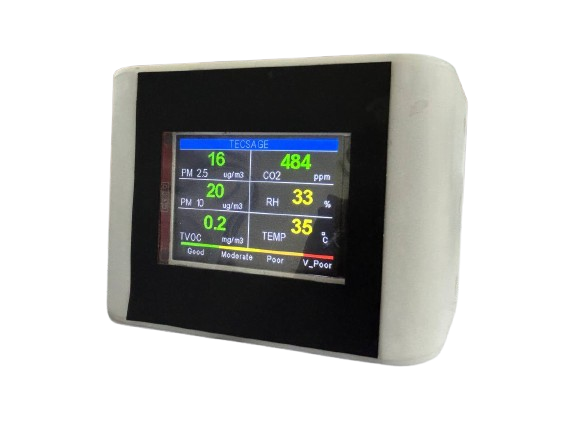 TECSAGE
16
PM 2.5 ug/m3
484
CO2 ppm
20
PM 10 ug/m3
RH 33 %
0.2
TVOC mg/m3
TEMP 35 °C
Good Moderate Poor V_Poor